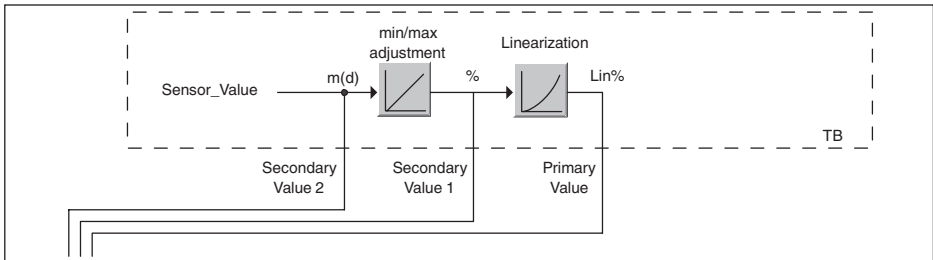 min/max
adjustment
Linearization
Sensor_Value
m(d)
%
Lin%
TB
Secondary
Value 2
Secondary
Value 1
Primary
Value